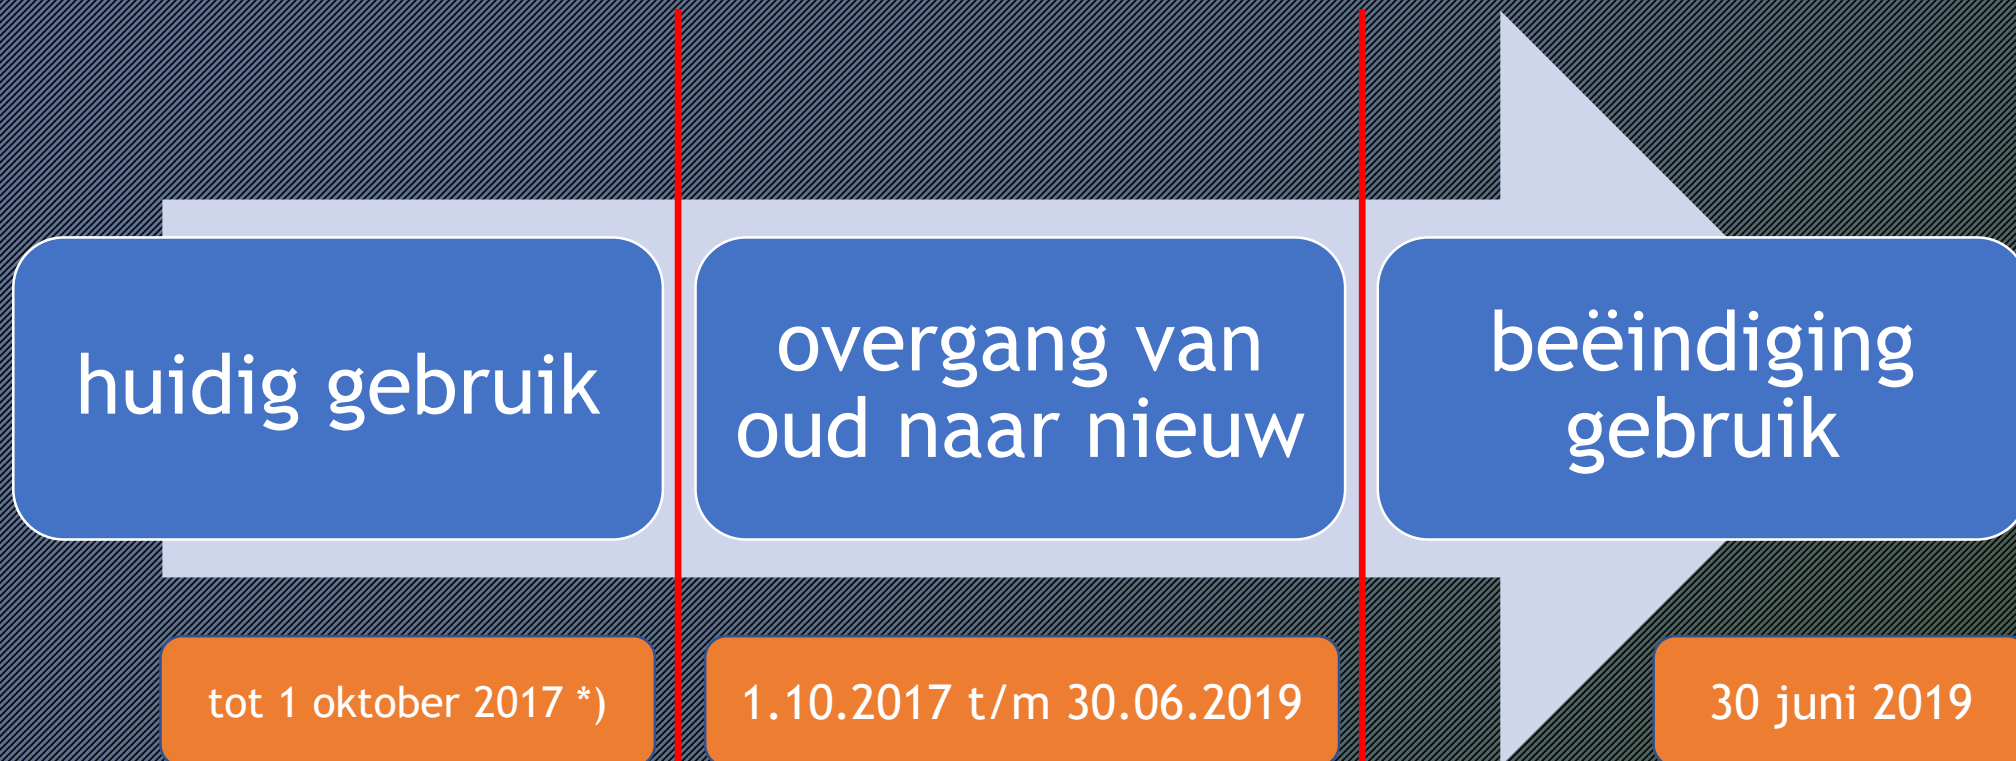 huidig gebruik
overgang van
oud naar nieuw
beëindiging
gebruik
tot 1 oktober 2017 *)
1.10.2017 t/m 30.06.2019
30 juni 2019